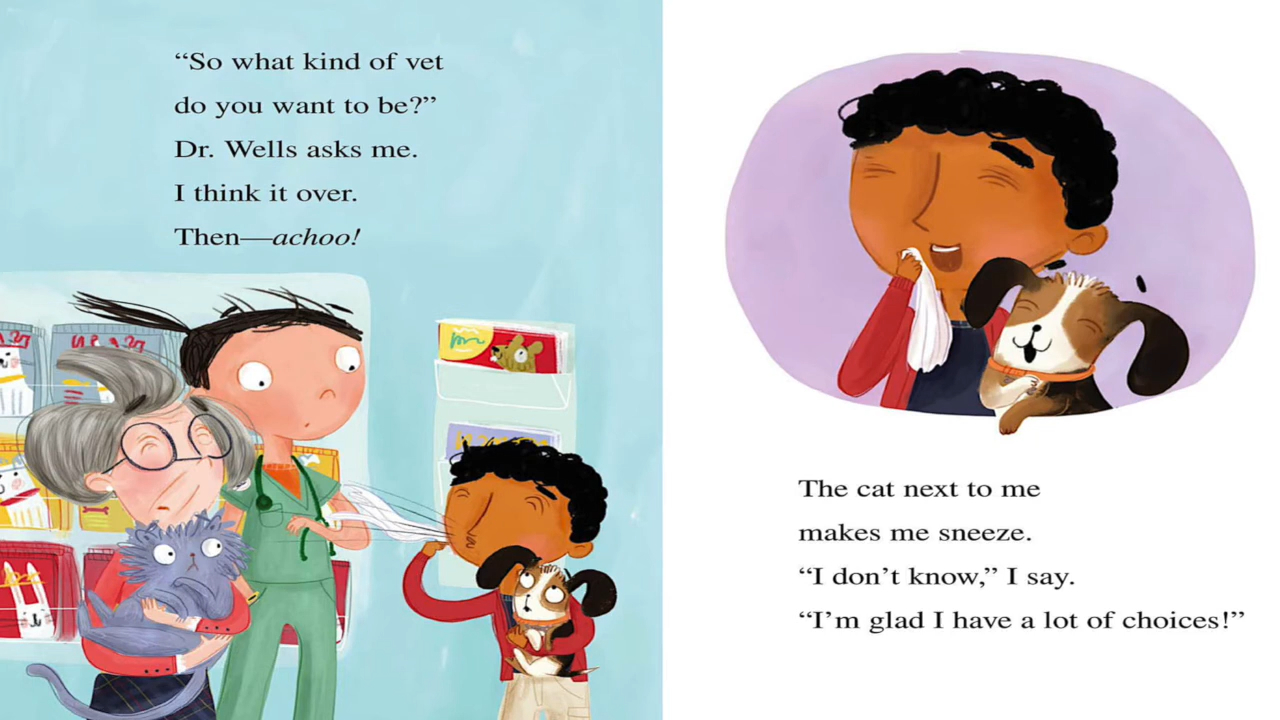 “So what kind of vet
do you want to be?”
Dr. Wells asks me.
I think it over.
Then—achoo!
The cat next to me
makes me sneeze.
“I don’t know,” I say.
“I’m glad I have a lot of choices!”